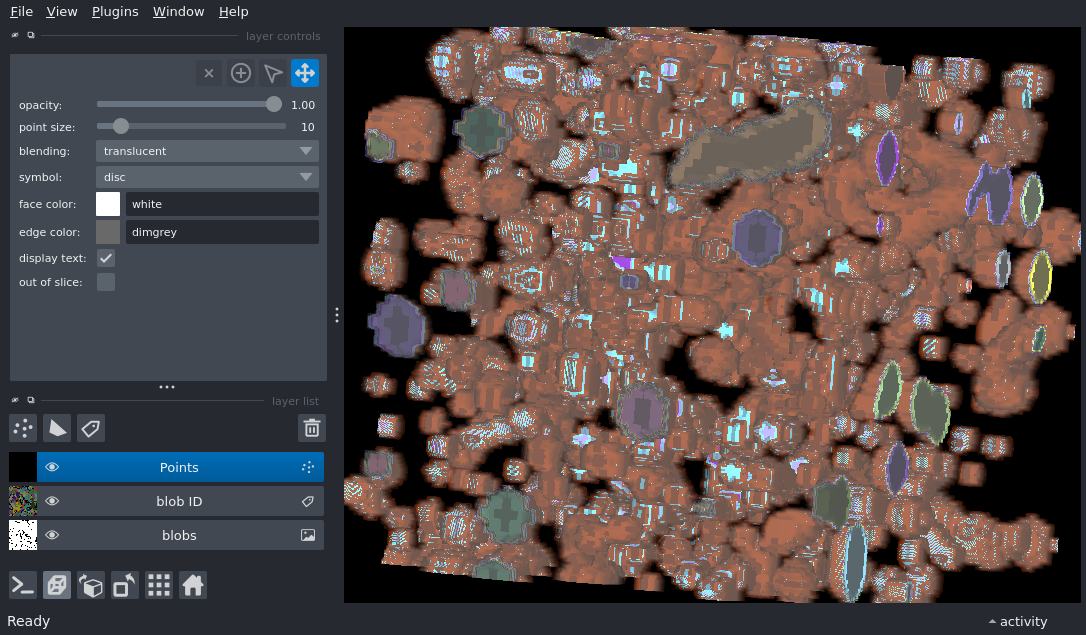 File View Plugins Window Help
layer controls
opacity: 1.00
point size: 10
blending: translucent
symbol: disc
face color: white
edge color: dimgrey
display text:
out of slice:
layer list
Points
blob ID
blobs
Ready
activity